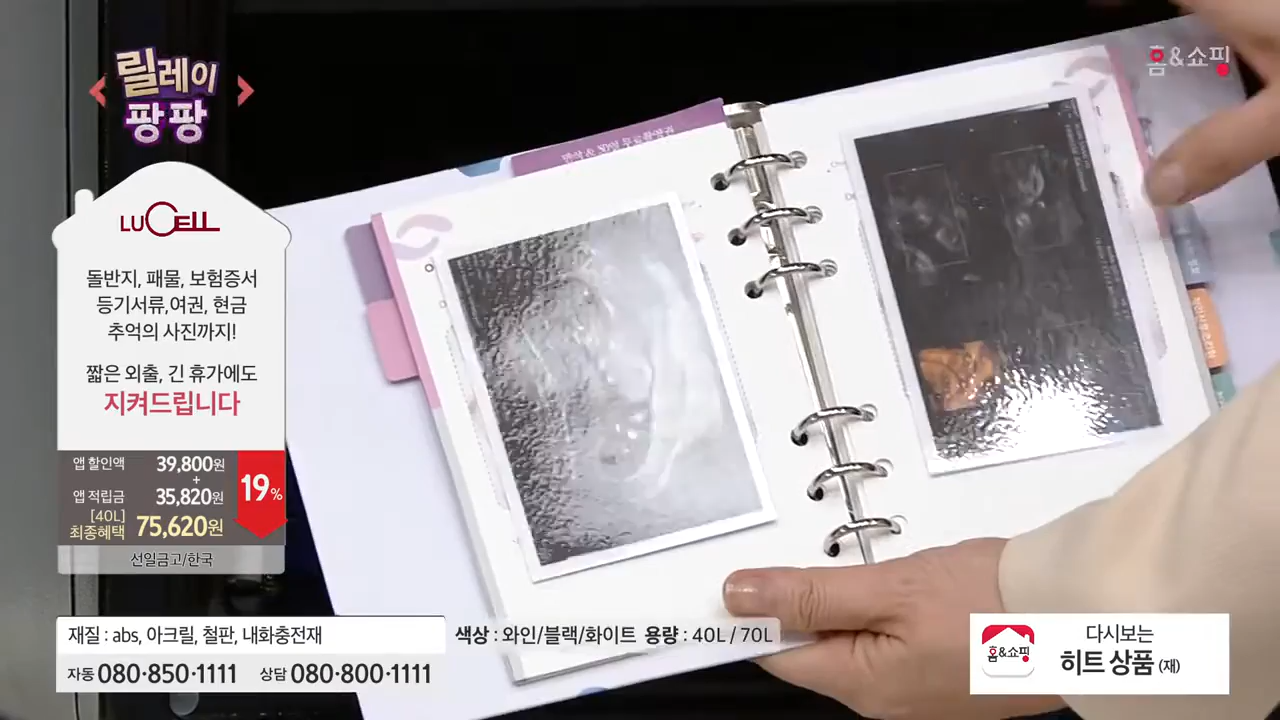 릴레이
팡팡
홈&쇼핑
LUCELL
돌반지, 패물, 보험증서
등기서류,여권, 현금
추억의 사진까지!
짧은 외출, 긴 휴가에도
지켜드립니다
앱 할인액 39,800원
+
앱 적립금 35,820원
19%
[40L]
최종혜택 75,620원
선일금고/한국
재질 : abs, 아크릴, 철판, 내화충전재
색상 : 와인/블랙/화이트 용량 : 40L / 70L
자동 080·850·1111 상담 080·800·1111
홈&쇼핑
다시보는
히트 상품 (재)